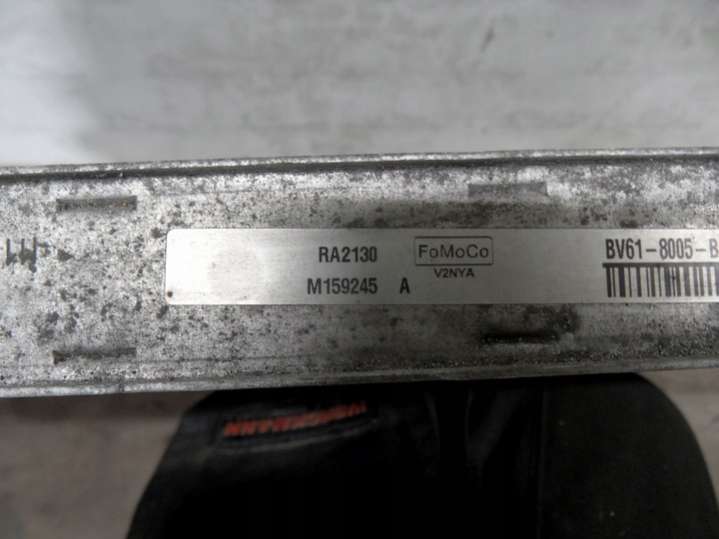 RA2130
FoMoCo
V2NYA
M159245 A
BV61-8005-B